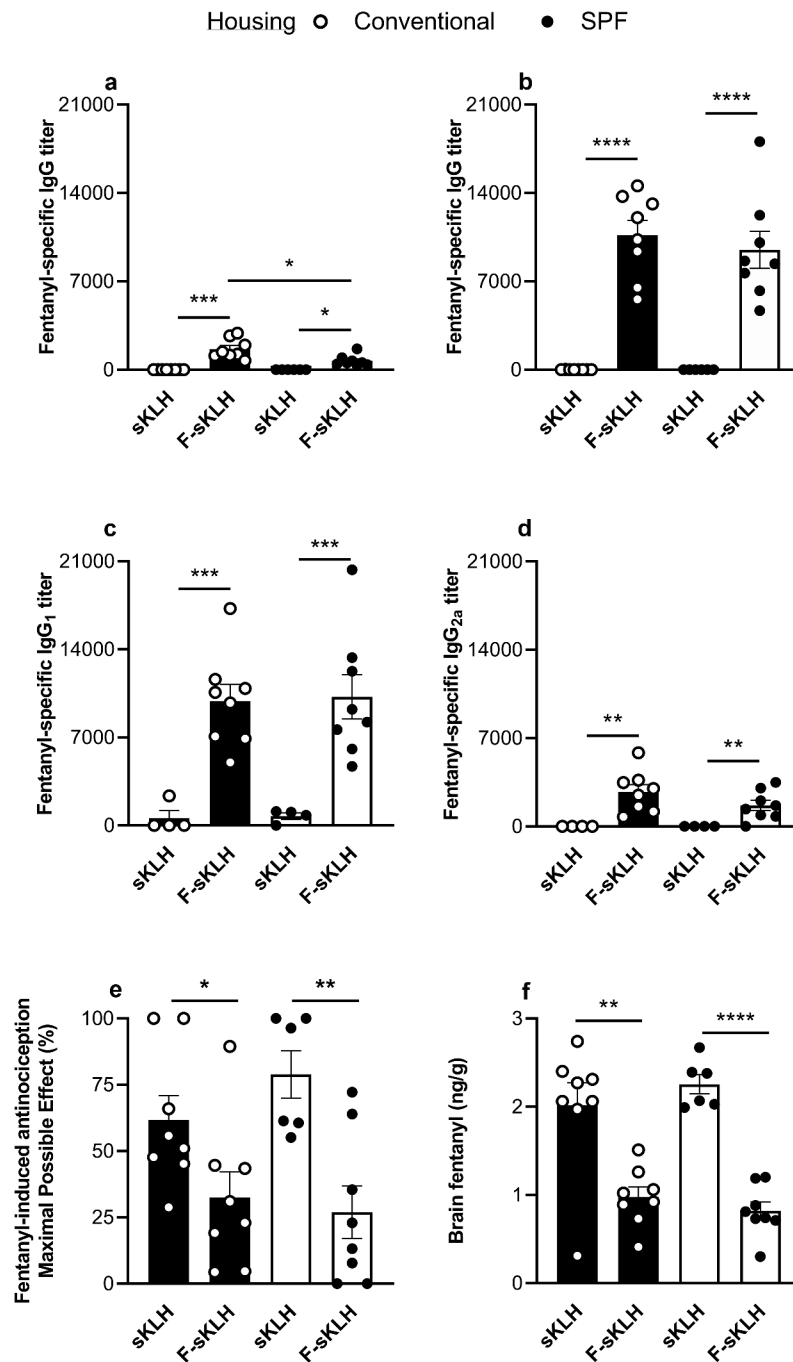 Housing Conventional SPF
a
Fentanyl-specific IgG titer
21000
14000
7000
0
***
*
*
sKLH
F-sKLH
sKLH
F-sKLH
b
Fentanyl-specific IgG titer
21000
14000
7000
0
****
****
sKLH
F-sKLH
sKLH
F-sKLH
c
Fentanyl-specific IgG1 titer
21000
14000
7000
0
***
***
sKLH
F-sKLH
sKLH
F-sKLH
d
Fentanyl-specific IgG2a titer
21000
14000
7000
0
**
**
sKLH
F-sKLH
sKLH
F-sKLH
e
Fentanyl-induced antinociception
Maximal Possible Effect (%)
100
75
50
25
0
*
**
sKLH
F-sKLH
sKLH
F-sKLH
f
Brain fentanyl (ng/g)
3
2
1
0
**
****
sKLH
F-sKLH
sKLH
F-sKLH